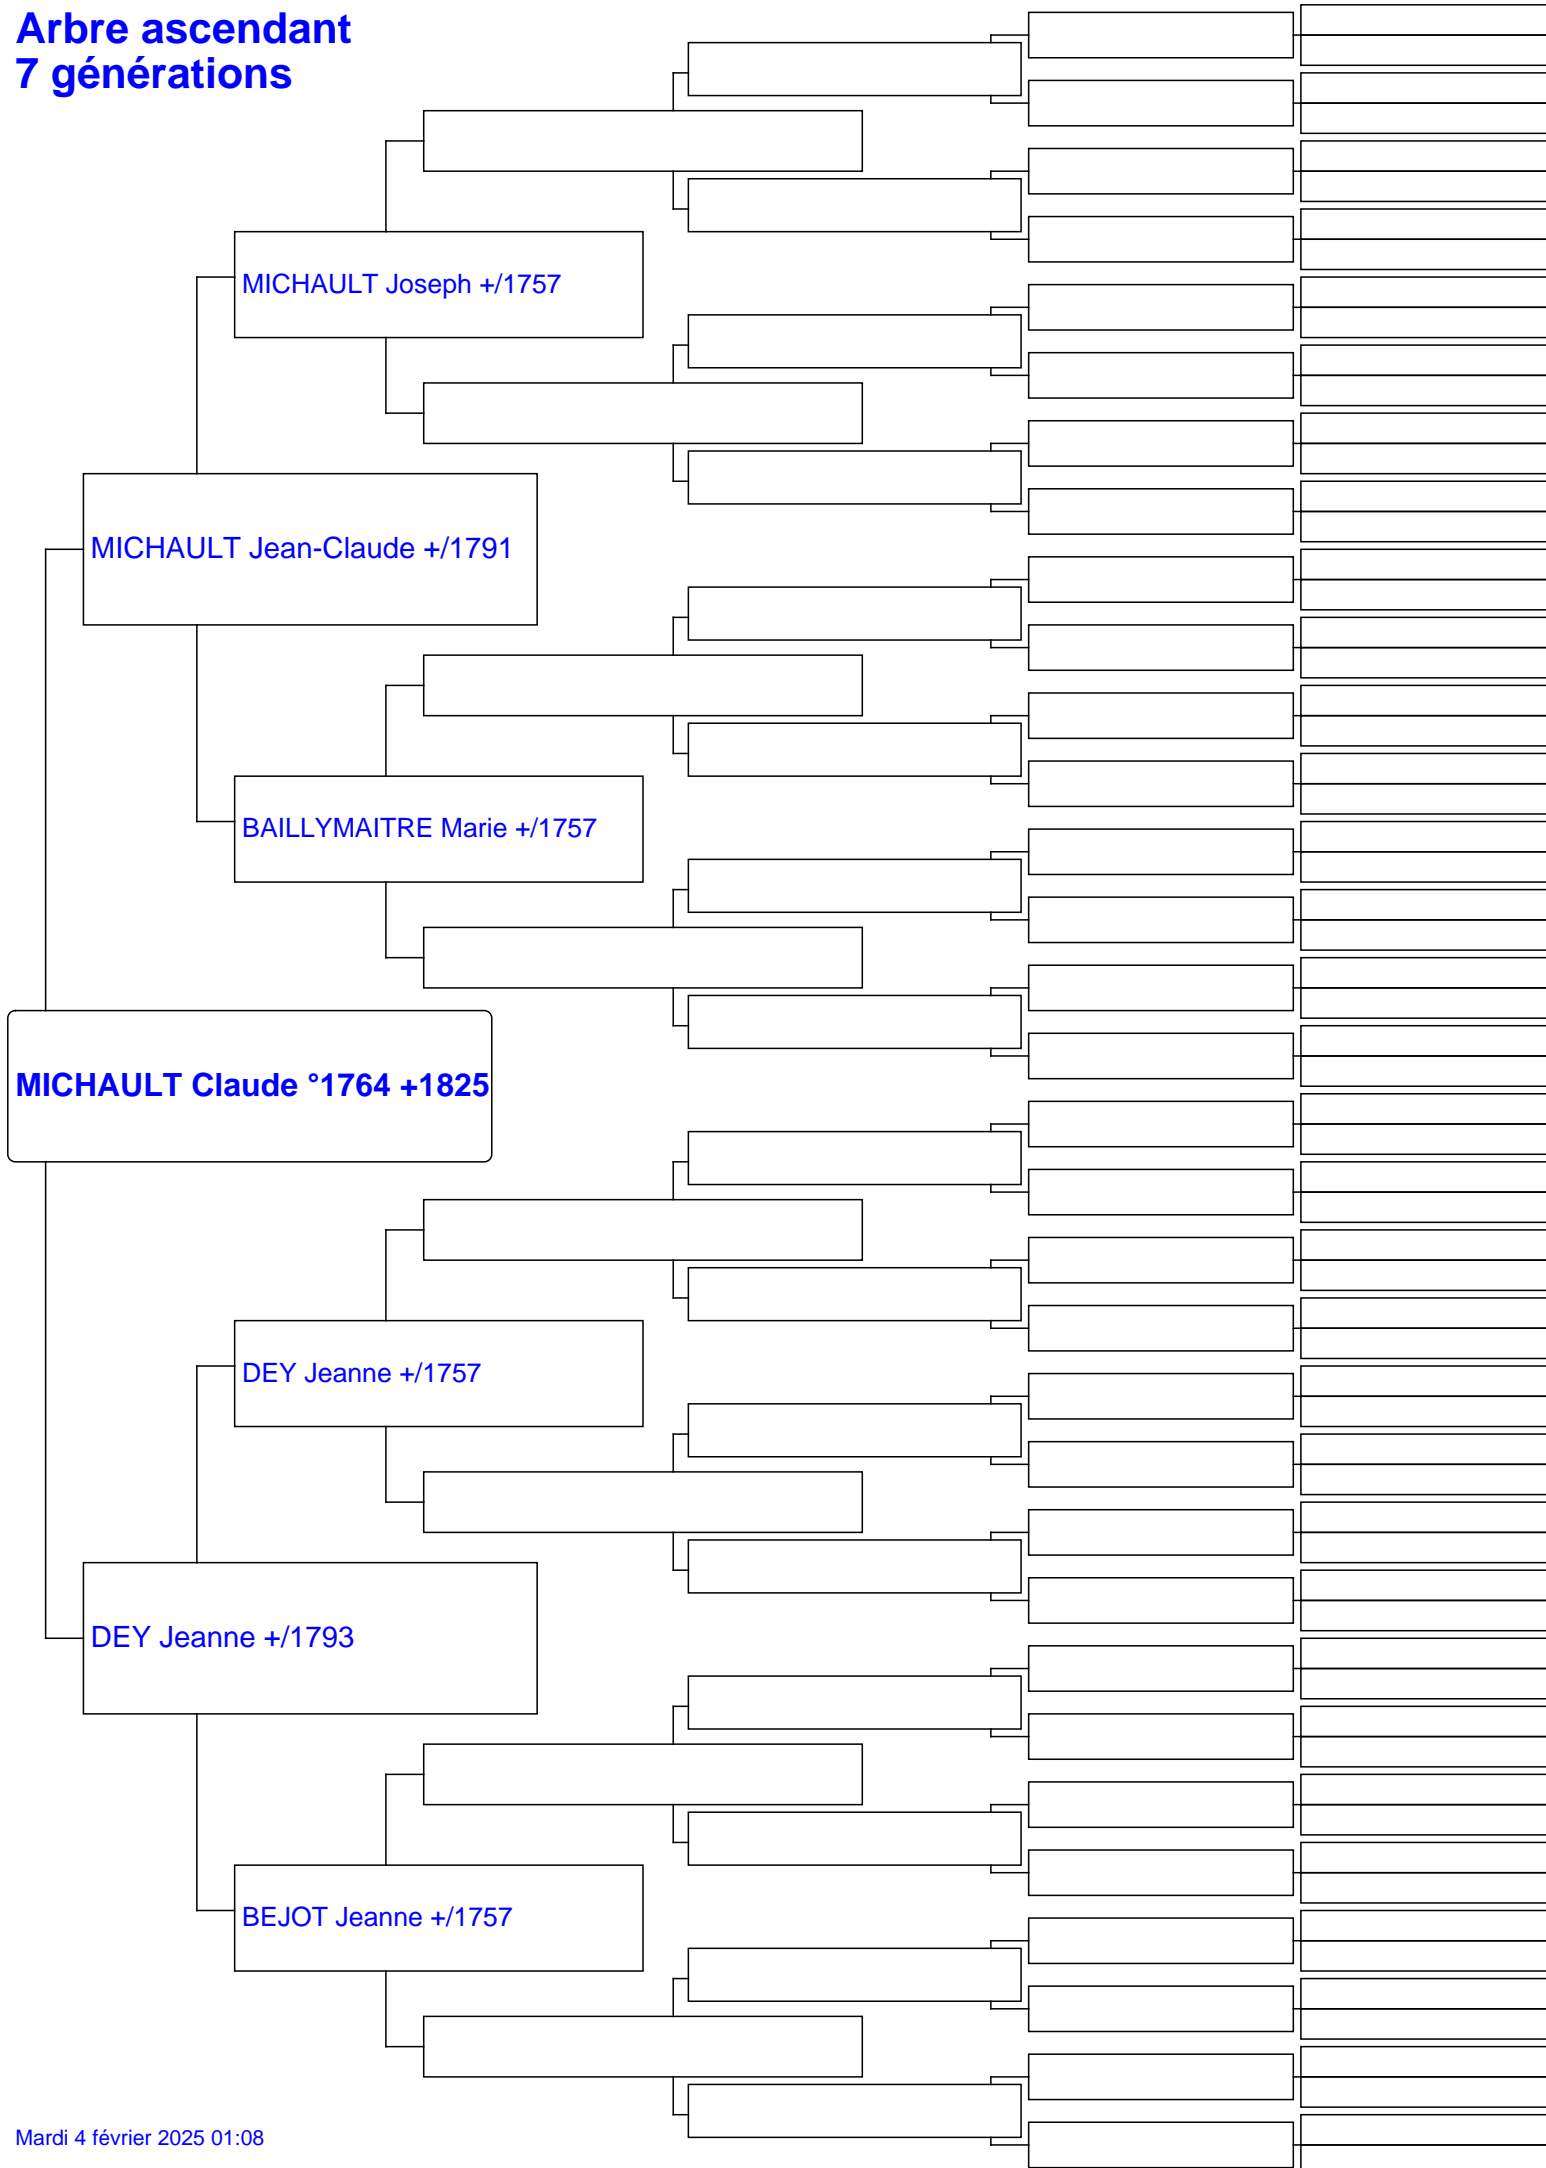 Arbre ascendant
7 générations
MICHAULT Joseph +/1757
MICHAULT Jean-Claude +/1791
BAILLYMAITRE Marie +/1757
MICHAULT Claude °1764 +1825
DEY Jeanne +/1757
DEY Jeanne +/1793
BEJOT Jeanne +/1757
Mardi 4 février 2025 01:08